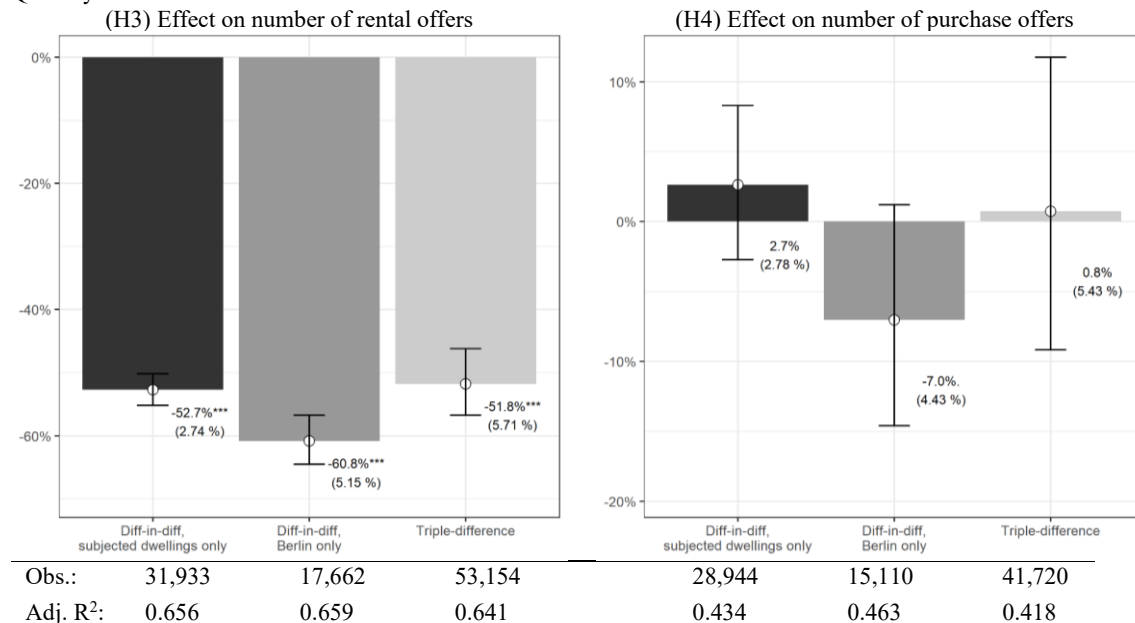 (H3) Effect on number of rental offers
0%
-20%
-40%
-60%
-52.7%***
(2.74 %)
-60.8%***
(5.15 %)
-51.8%***
(5.71 %)
Diff-in-diff,
subjected dwellings only
Diff-in-diff,
Berlin only
Triple-difference
(H4) Effect on number of purchase offers
10%
0%
-10%
-20%
2.7%
(2.78 %)
-7.0%.
(4.43 %)
0.8%
(5.43 %)
Diff-in-diff,
subjected dwellings only
Diff-in-diff,
Berlin only
Triple-difference
Obs.: 31,933 17,662 53,154 28,944 15,110 41,720
Adj. R²: 0.656 0.659 0.641 0.434 0.463 0.418